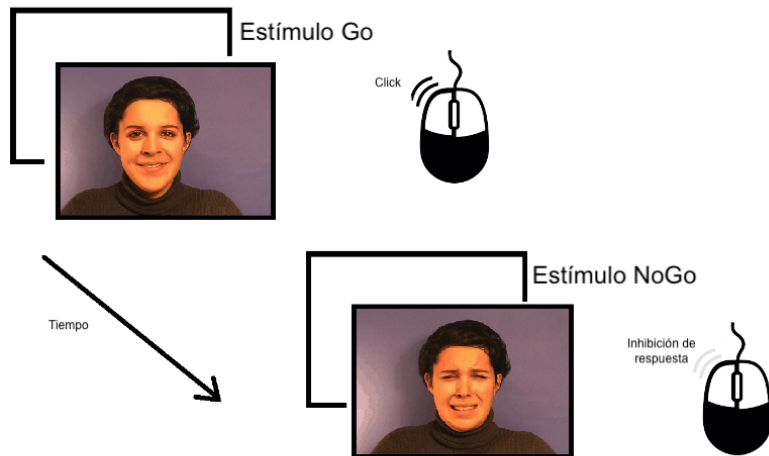 Estímulo Go
Click
Estímulo NoGo
Tiempo
Inhibición de
respuesta